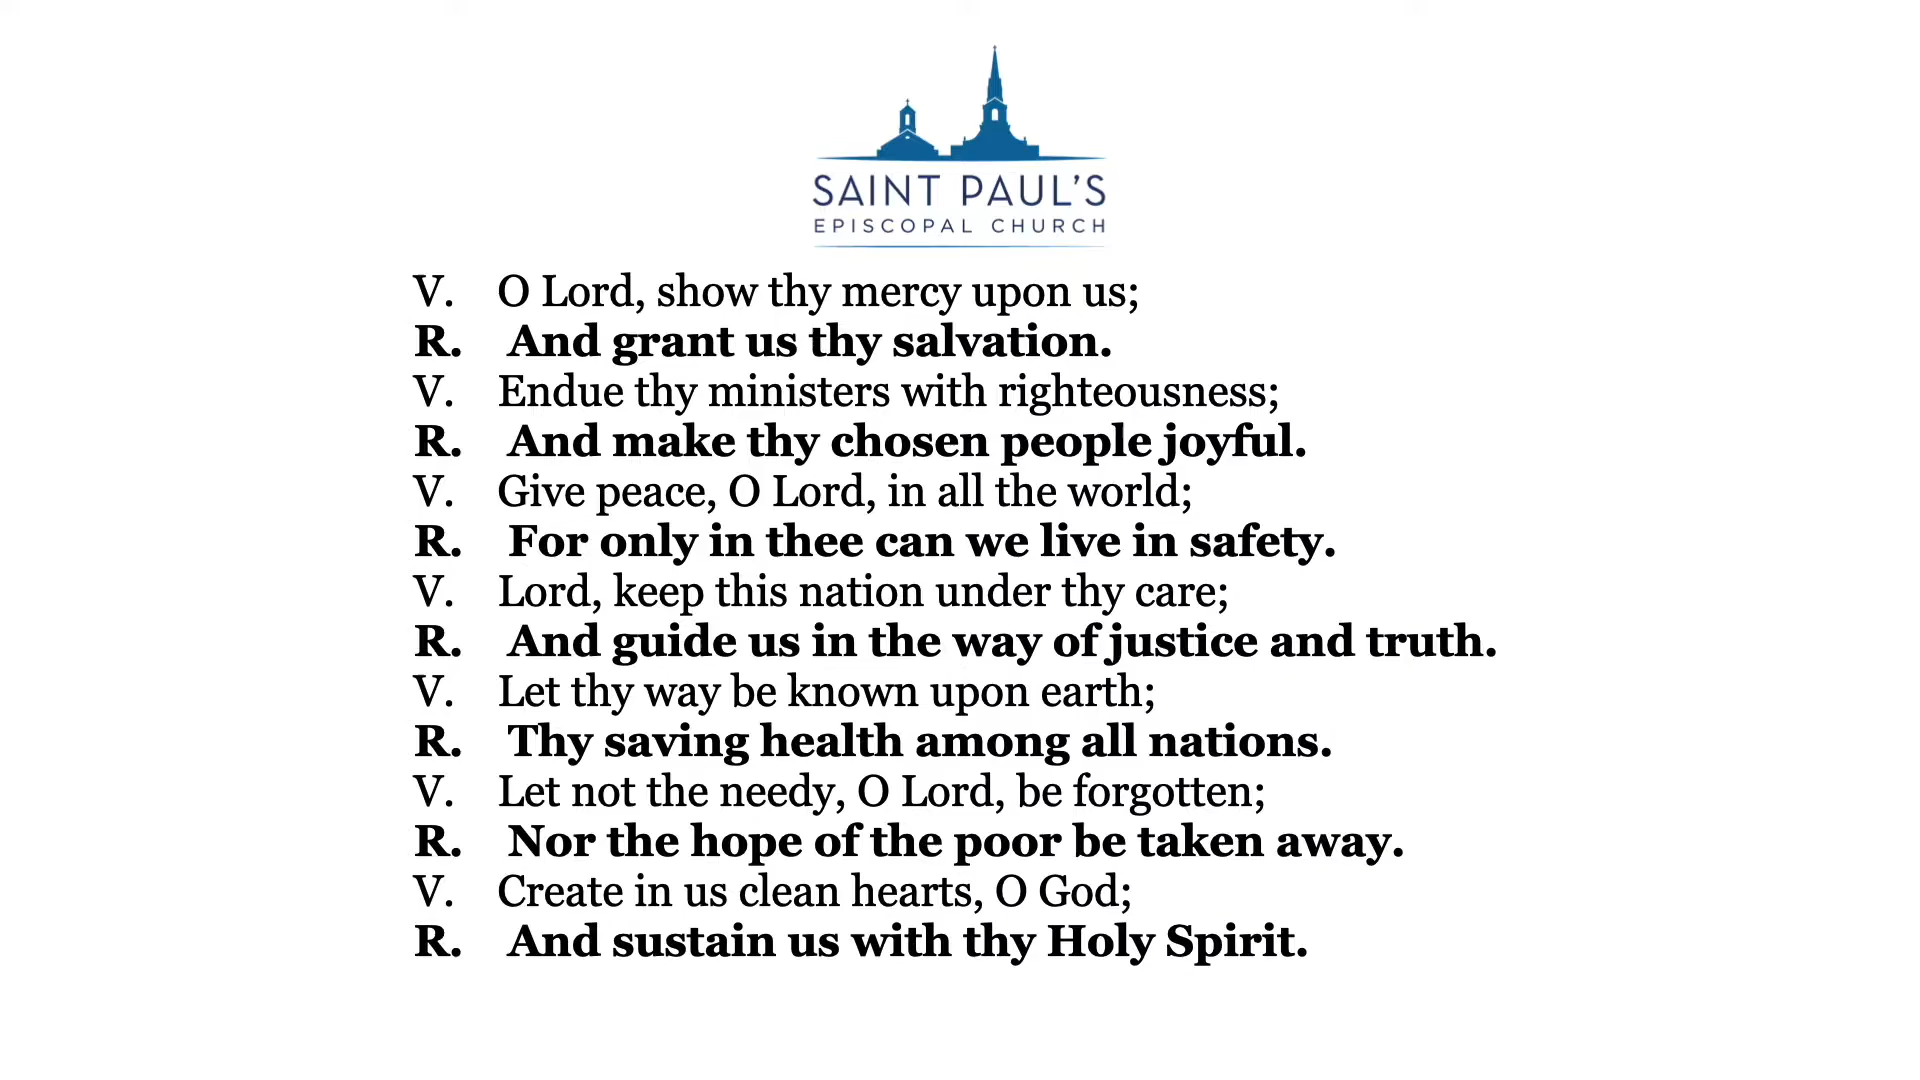 SAINT PAUL'S
EPISCOPAL CHURCH
V. O Lord, show thy mercy upon us;
R. And grant us thy salvation.
V. Endue thy ministers with righteousness;
R. And make thy chosen people joyful.
V. Give peace, O Lord, in all the world;
R. For only in thee can we live in safety.
V. Lord, keep this nation under thy care;
R. And guide us in the way of justice and truth.
V. Let thy way be known upon earth;
R. Thy saving health among all nations.
V. Let not the needy, O Lord, be forgotten;
R. Nor the hope of the poor be taken away.
V. Create in us clean hearts, O God;
R. And sustain us with thy Holy Spirit.